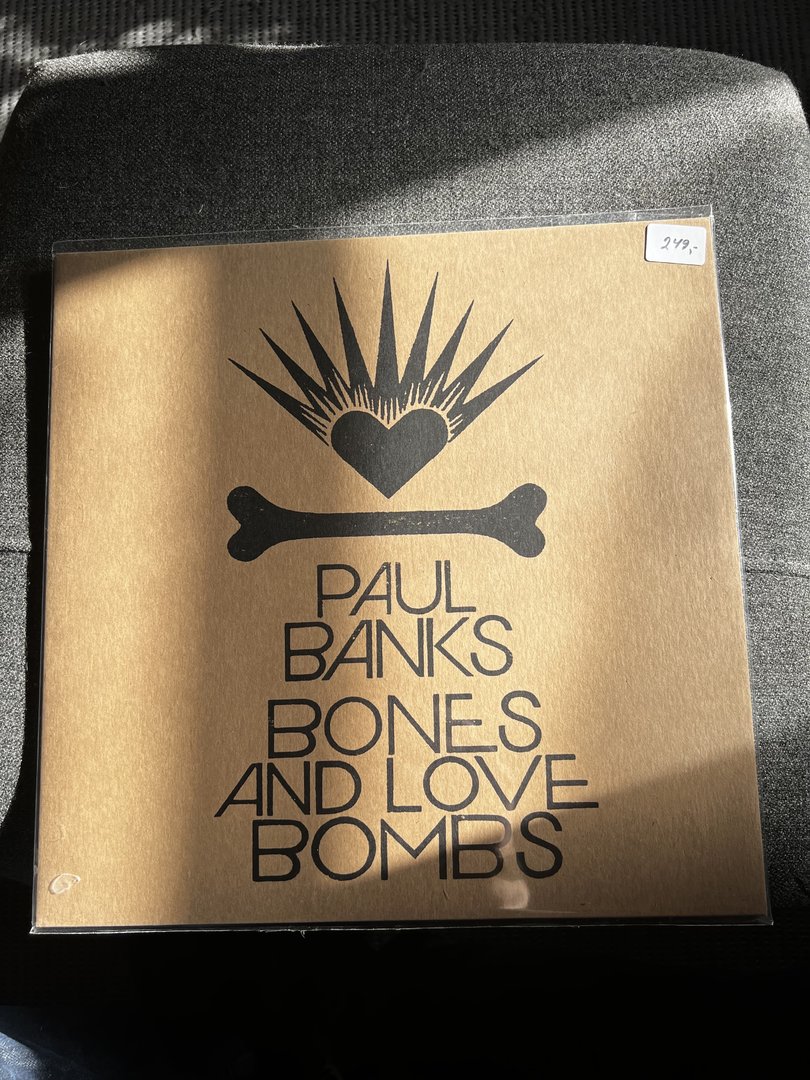 249,-
PAUL
BANKS
BONES
AND LOVE
BOMBS